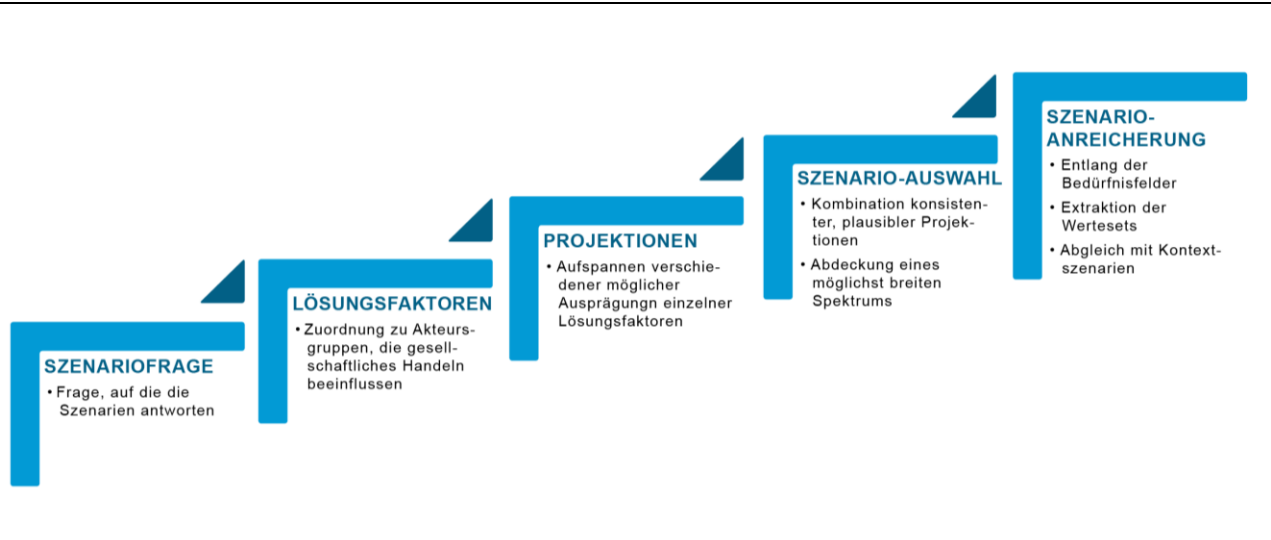 SZENARIOFRAGE
• Frage, auf die die
Szenarien antworten
LÖSUNGSFAKTOREN
• Zuordnung zu Akteurs-
gruppen, die gesell-
schaftliches Handeln
beeinflussen
PROJEKTIONEN
• Aufspannen verschie-
dener möglicher
Ausprägungn einzelner
Lösungsfaktoren
SZENARIO-AUSWAHL
• Kombination konsisten-
ter, plausibler Projek-
tionen
• Abdeckung eines
möglichst breiten
Spektrums
SZENARIO-
ANREICHERUNG
• Entlang der
Bedürfnisfelder
• Extraktion der
Wertesets
• Abgleich mit Kontext-
szenarien